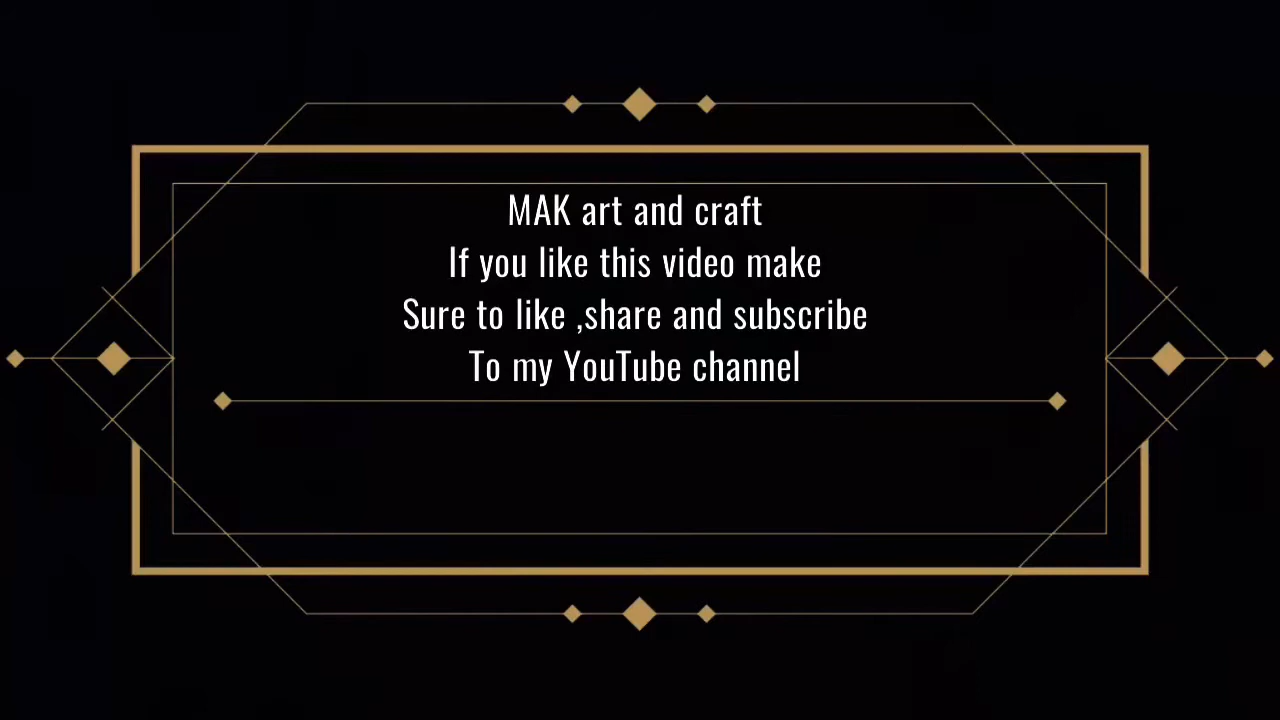 MAK art and craft
If you like this video make
Sure to like ,share and subscribe
To my YouTube channel